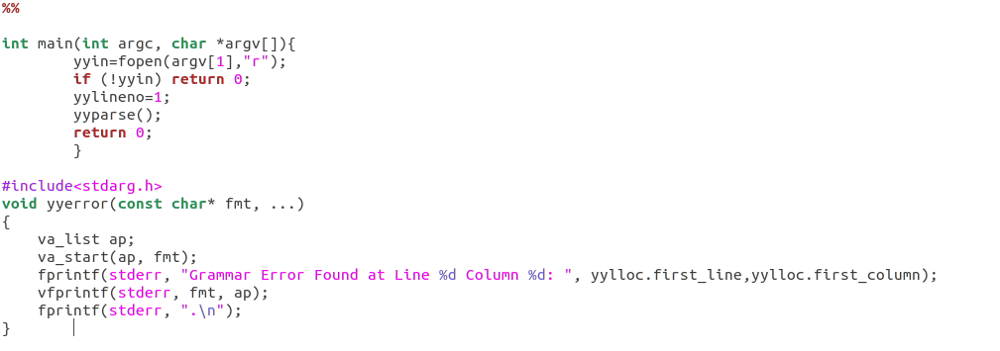 %%
int main(int argc, char *argv[]){
        yyin=fopen(argv[1],"r");
        if (!yyin) return 0;
        yylineno=1;
        yyparse();
        return 0;
        }
#include<stdarg.h>
void yyerror(const char* fmt, ...)
{
    va_list ap;
    va_start(ap, fmt);
    fprintf(stderr, "Grammar Error Found at Line %d Column %d: ", yylloc.first_line,yylloc.first_column);
    vfprintf(stderr, fmt, ap);
    fprintf(stderr, ".\n");
}